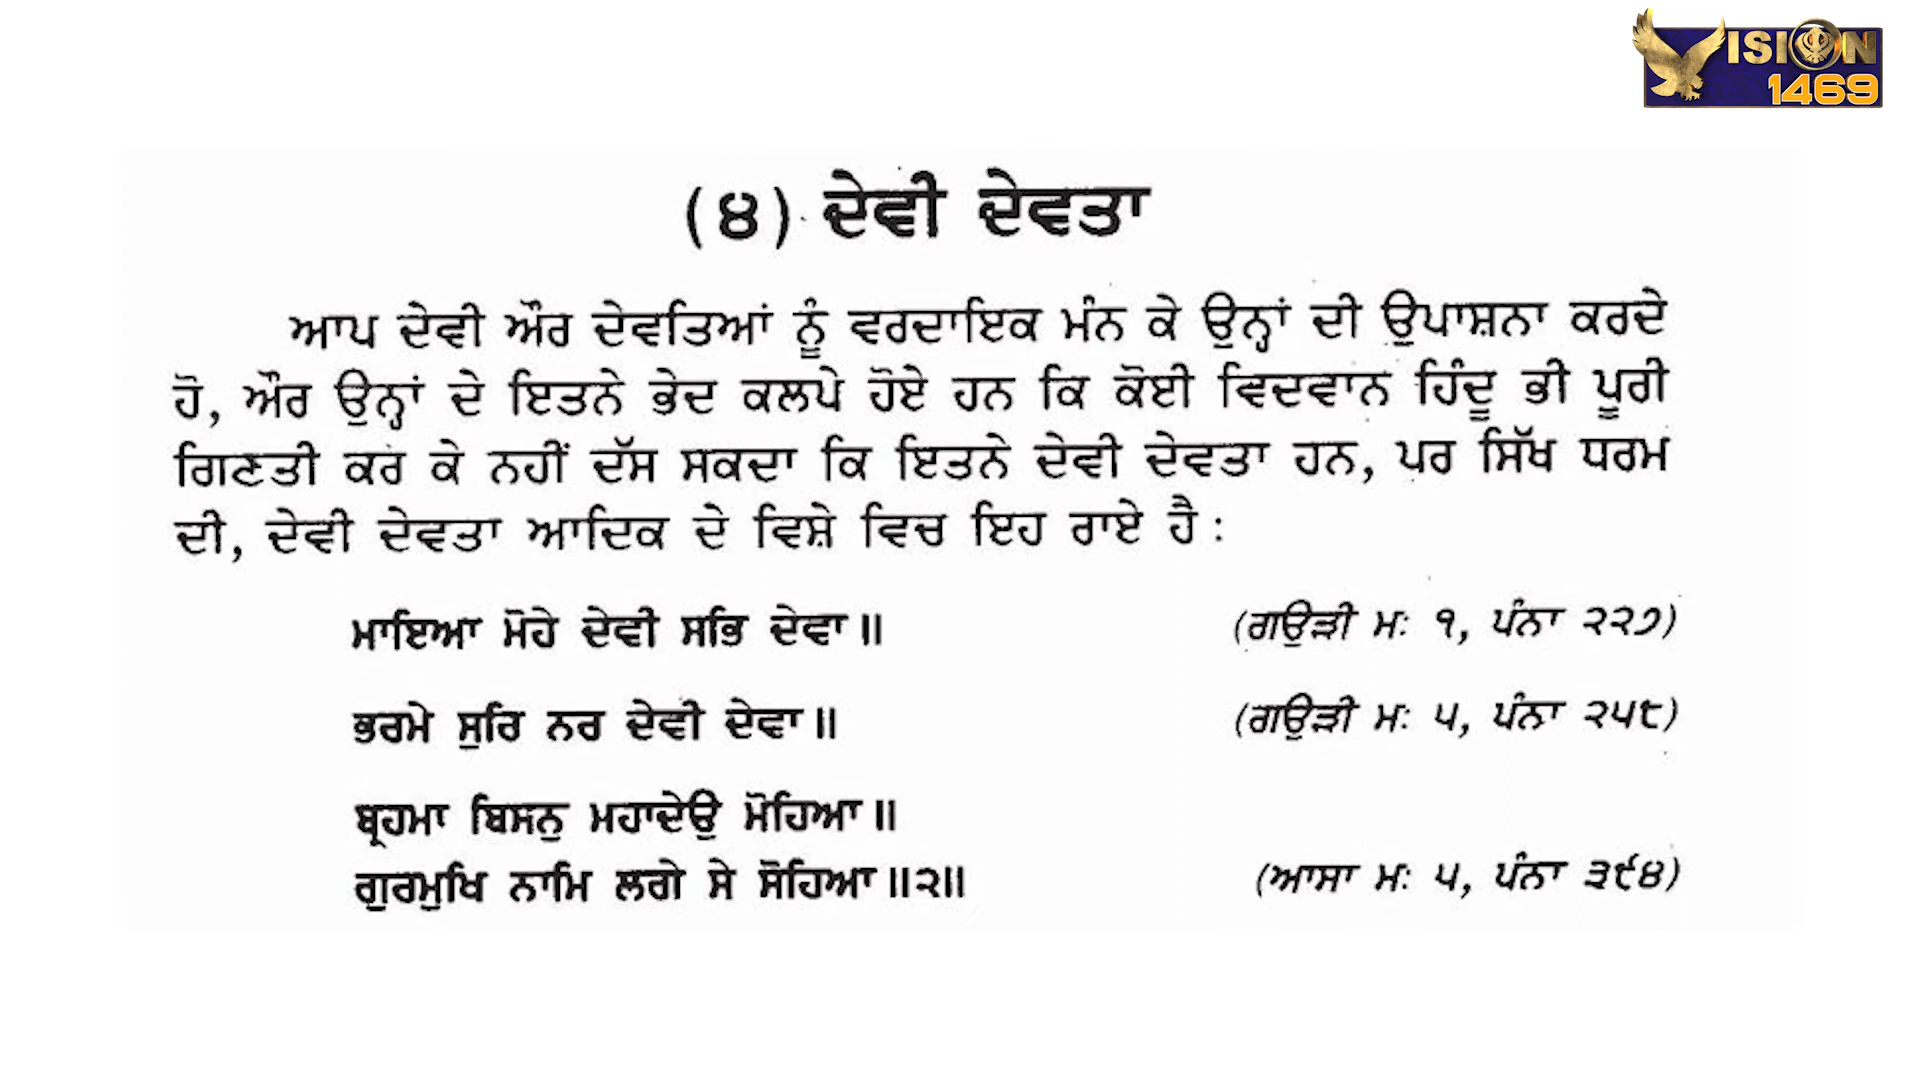 VISION
1469
(੪) ਦੇਵੀ ਦੇਵਤਾ
ਆਪ ਦੇਵੀ ਔਰ ਦੇਵਤਿਆਂ ਨੂੰ ਵਰਦਾਇਕ ਮੰਨ ਕੇ ਉਨ੍ਹਾਂ ਦੀ ਉਪਾਸ਼ਨਾ ਕਰਦੇ
ਹੋ, ਔਰ ਉਨ੍ਹਾਂ ਦੇ ਇਤਨੇ ਭੇਦ ਕਲਪੇ ਹੋਏ ਹਨ ਕਿ ਕੋਈ ਵਿਦਵਾਨ ਹਿੰਦੂ ਭੀ ਪੂਰੀ
ਗਿਣਤੀ ਕਰ ਕੇ ਨਹੀਂ ਦੱਸ ਸਕਦਾ ਕਿ ਇਤਨੇ ਦੇਵੀ ਦੇਵਤਾ ਹਨ, ਪਰ ਸਿੱਖ ਧਰਮ
ਦੀ, ਦੇਵੀ ਦੇਵਤਾ ਆਦਿਕ ਦੇ ਵਿਸ਼ੇ ਵਿਚ ਇਹ ਰਾਏ ਹੈ :
ਮਾਇਆ ਮੋਹੇ ਦੇਵੀ ਸਭਿ ਦੇਵਾ॥ (ਗਉੜੀ ਮਃ ੧, ਪੰਨਾ ੨੨੭)
ਭਰਮੇ ਸੁਰਿ ਨਰ ਦੇਵੀ ਦੇਵਾ॥ (ਗਉੜੀ ਮਃ ੫, ਪੰਨਾ ੨੫੮)
ਬ੍ਰਹਮਾ ਬਿਸਨੁ ਮਹਾਦੇਉ ਮੋਹਿਆ॥
ਗੁਰਮੁਖਿ ਨਾਮਿ ਲਗੇ ਸੇ ਸੋਹਿਆ॥੨॥ (ਆਸਾ ਮਃ ੫, ਪੰਨਾ ੩੯੪)